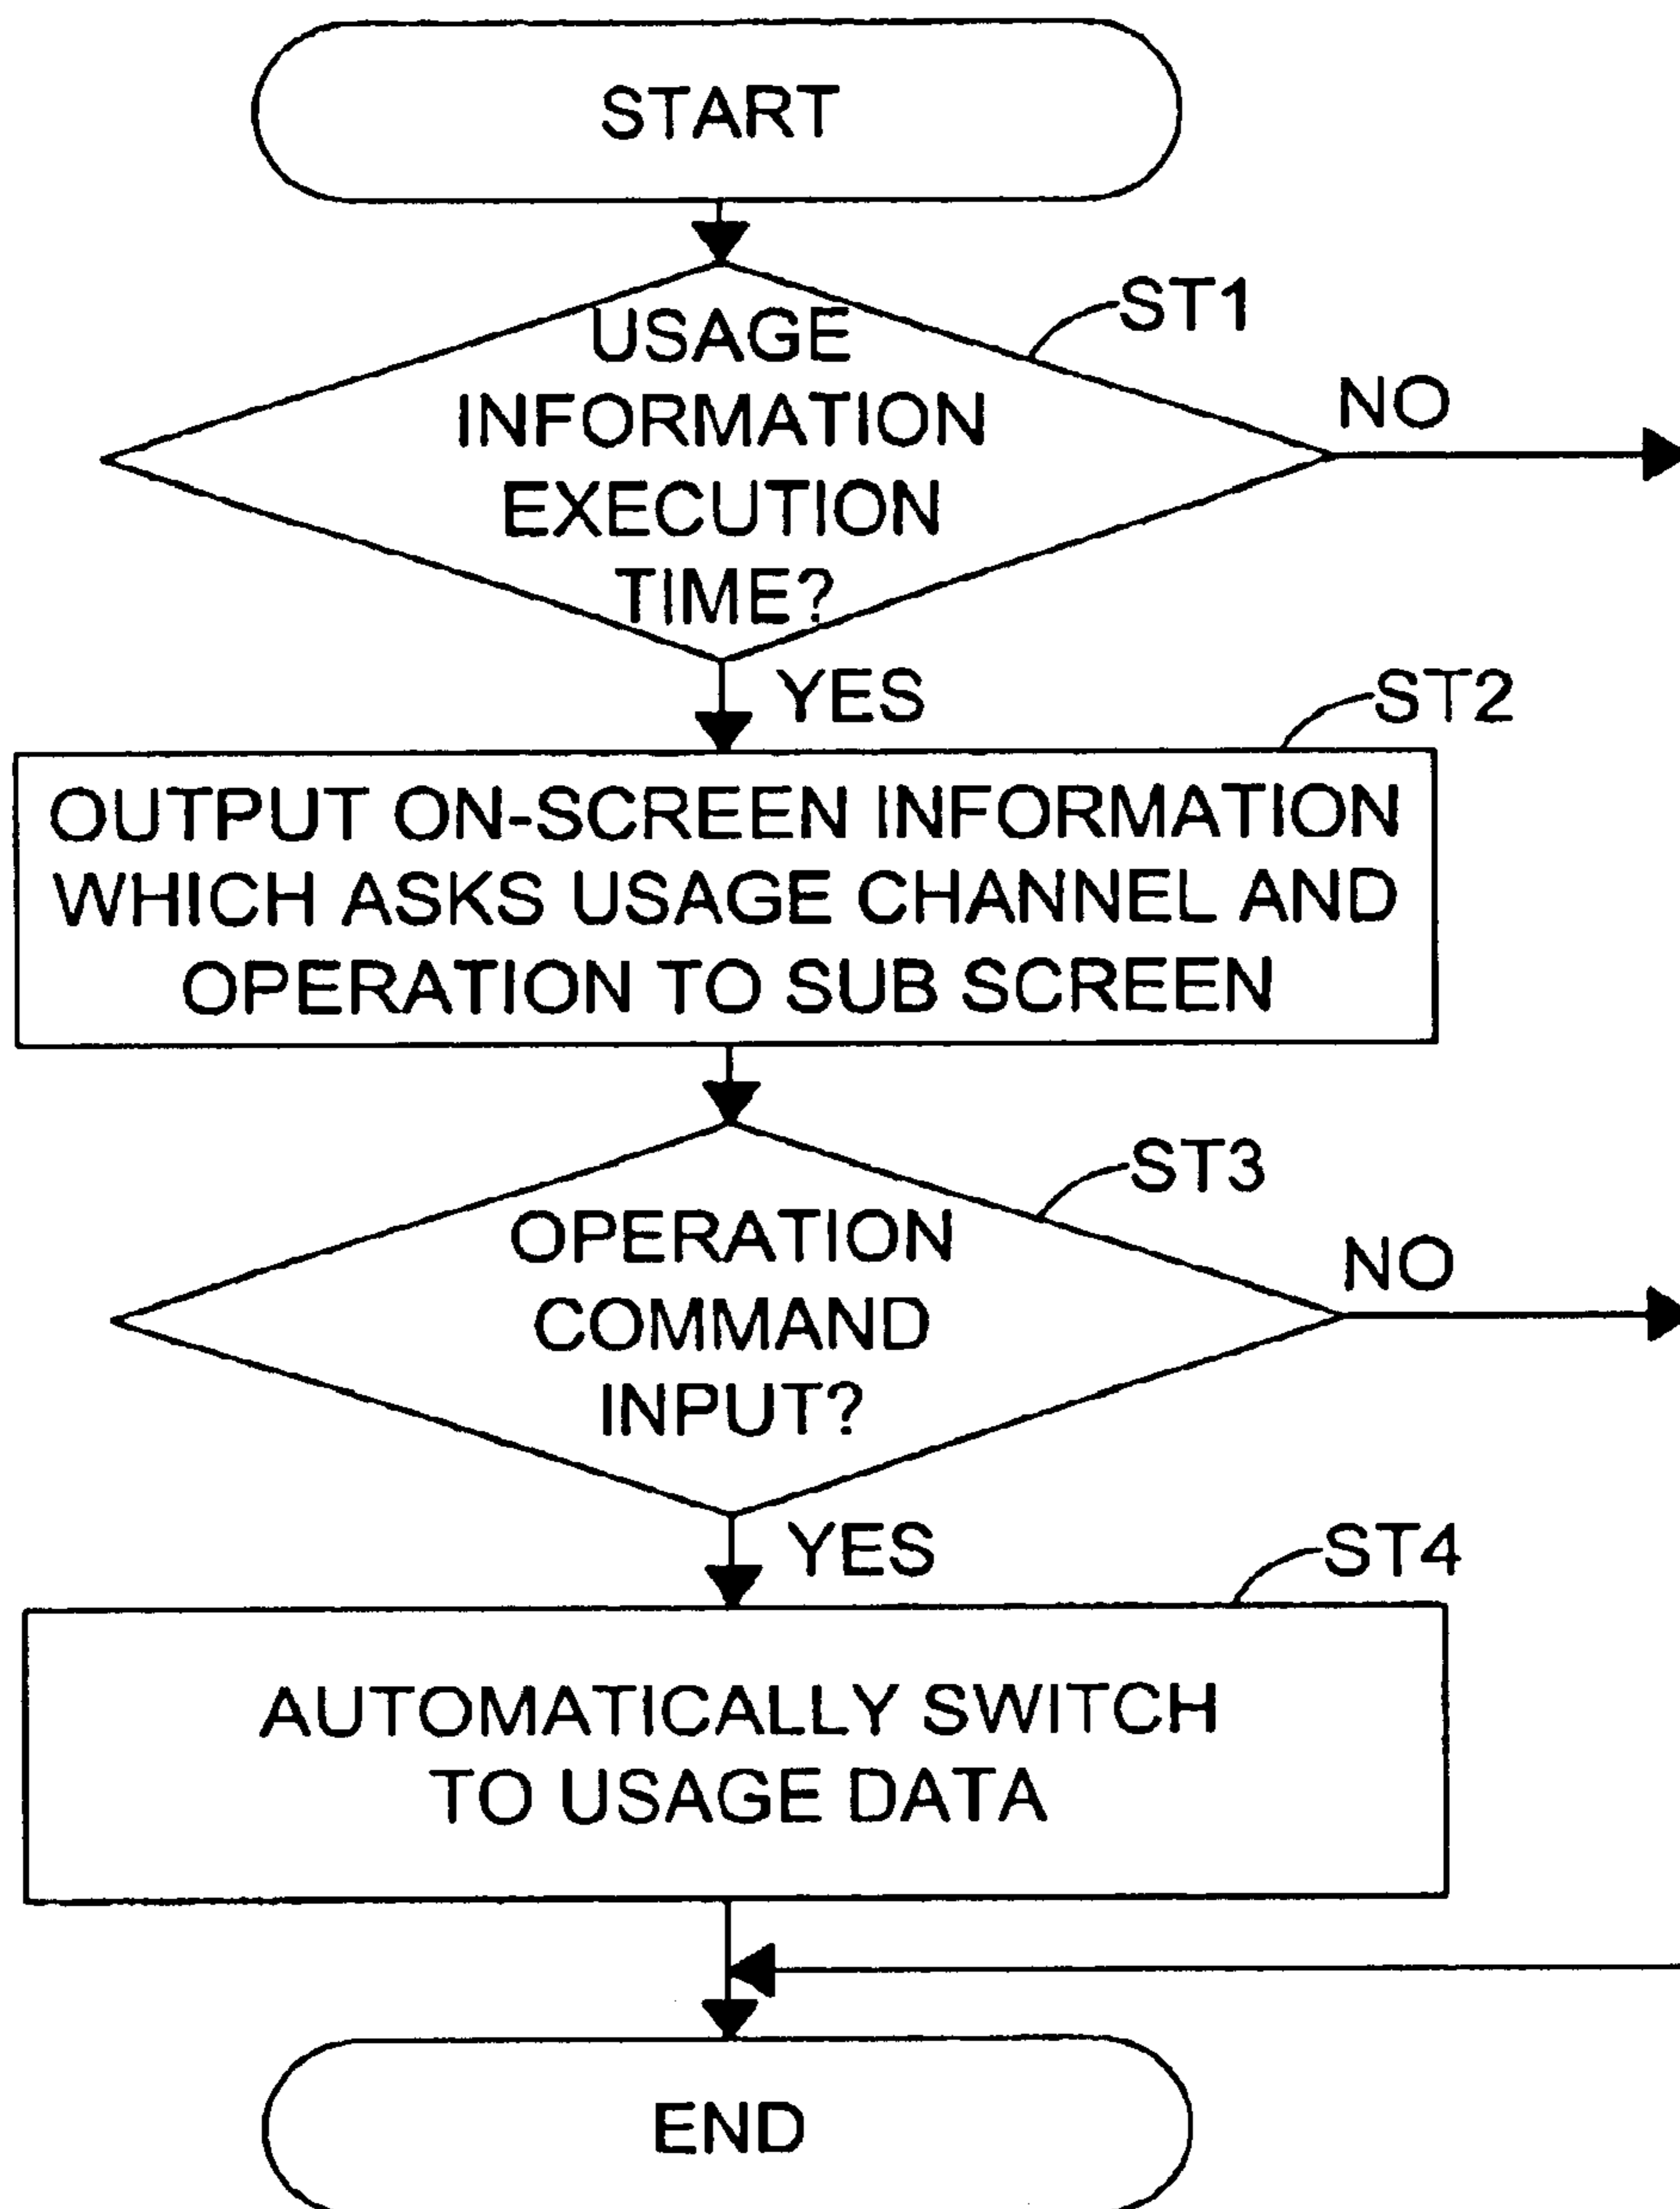 START
ST1
USAGE
INFORMATION
EXECUTION
TIME?
NO
YES
ST2
OUTPUT ON-SCREEN INFORMATION
WHICH ASKS USAGE CHANNEL AND
OPERATION TO SUB SCREEN
ST3
OPERATION
COMMAND
INPUT?
NO
YES
ST4
AUTOMATICALLY SWITCH
TO USAGE DATA
END